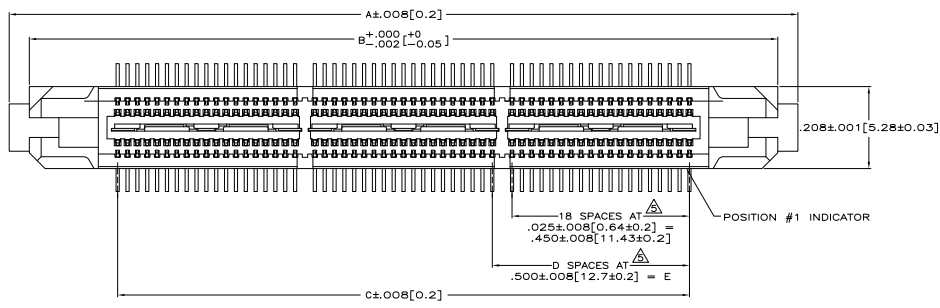 A±.008[0.2]
B+.000 -.002[+0 -0.05]
.208±.001[5.28±0.03]
18 SPACES AT 5
.025±.008[0.64±0.2] =
.450±.008[11.43±0.2]
POSITION #1 INDICATOR
D SPACES AT 5
.500±.008[12.7±0.2] = E
C±.008[0.2]